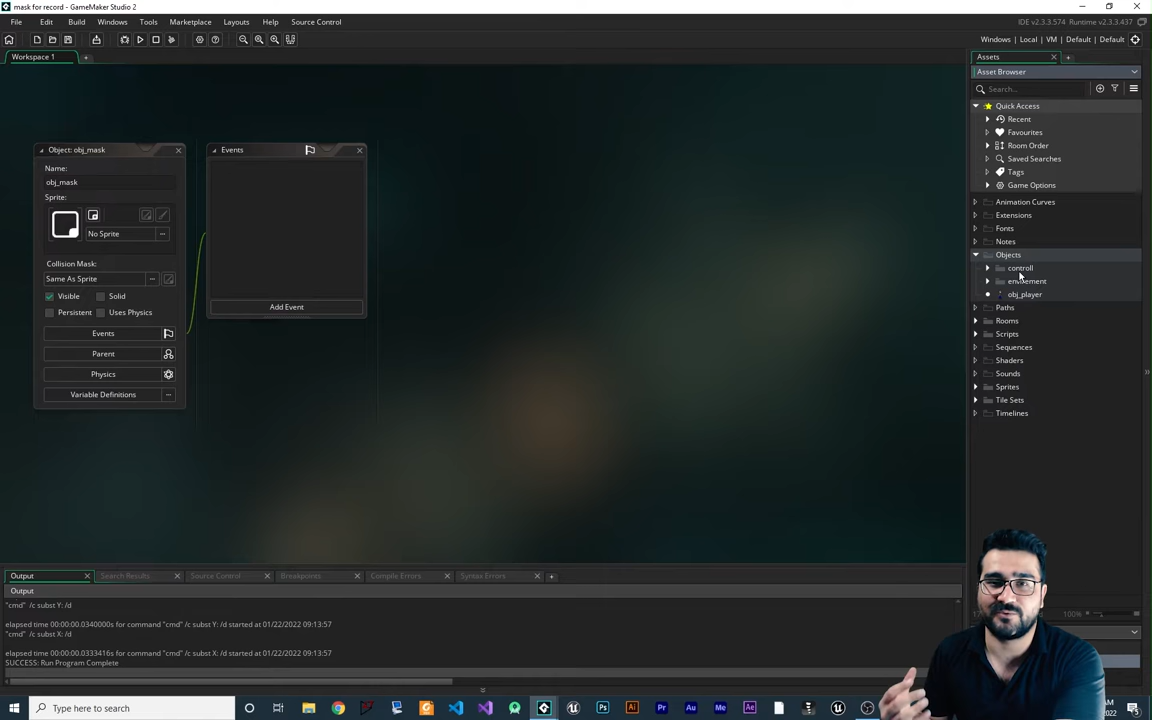 mask for record - GameMaker Studio 2
File Edit Build Windows Tools Marketplace Layouts Help Source Control
IDE v2.3.3.574 Runtime v2.3.3.437
Windows | Local | VM | Default | Default
Workspace 1
Assets
Asset Browser
Search...
Quick Access
Recent
Favourites
Room Order
Saved Searches
Tags
Game Options
Animation Curves
Extensions
Fonts
Notes
Objects
controll
obj_player
Paths
Rooms
Scripts
Sequences
Shaders
Sounds
Sprites
Tile Sets
Timelines
100%
Object: obj_mask
Name:
obj_mask
Sprite:
No Sprite
Collision Mask:
Same As Sprite
Visible Solid
Persistent Uses Physics
Events
Parent
Physics
Variable Definitions
Events
Add Event
Output Search Results Source Control Breakpoints Compile Errors Syntax Errors
Output
"cmd" /c subst Y: /d
elapsed time 00:00:00.0340000s for command "cmd" /c subst Y: /d started at 01/22/2022 09:13:57
"cmd" /c subst X: /d
elapsed time 00:00:00.0333416s for command "cmd" /c subst X: /d started at 01/22/2022 09:13:57
SUCCESS: Run Program Complete
Type here to search